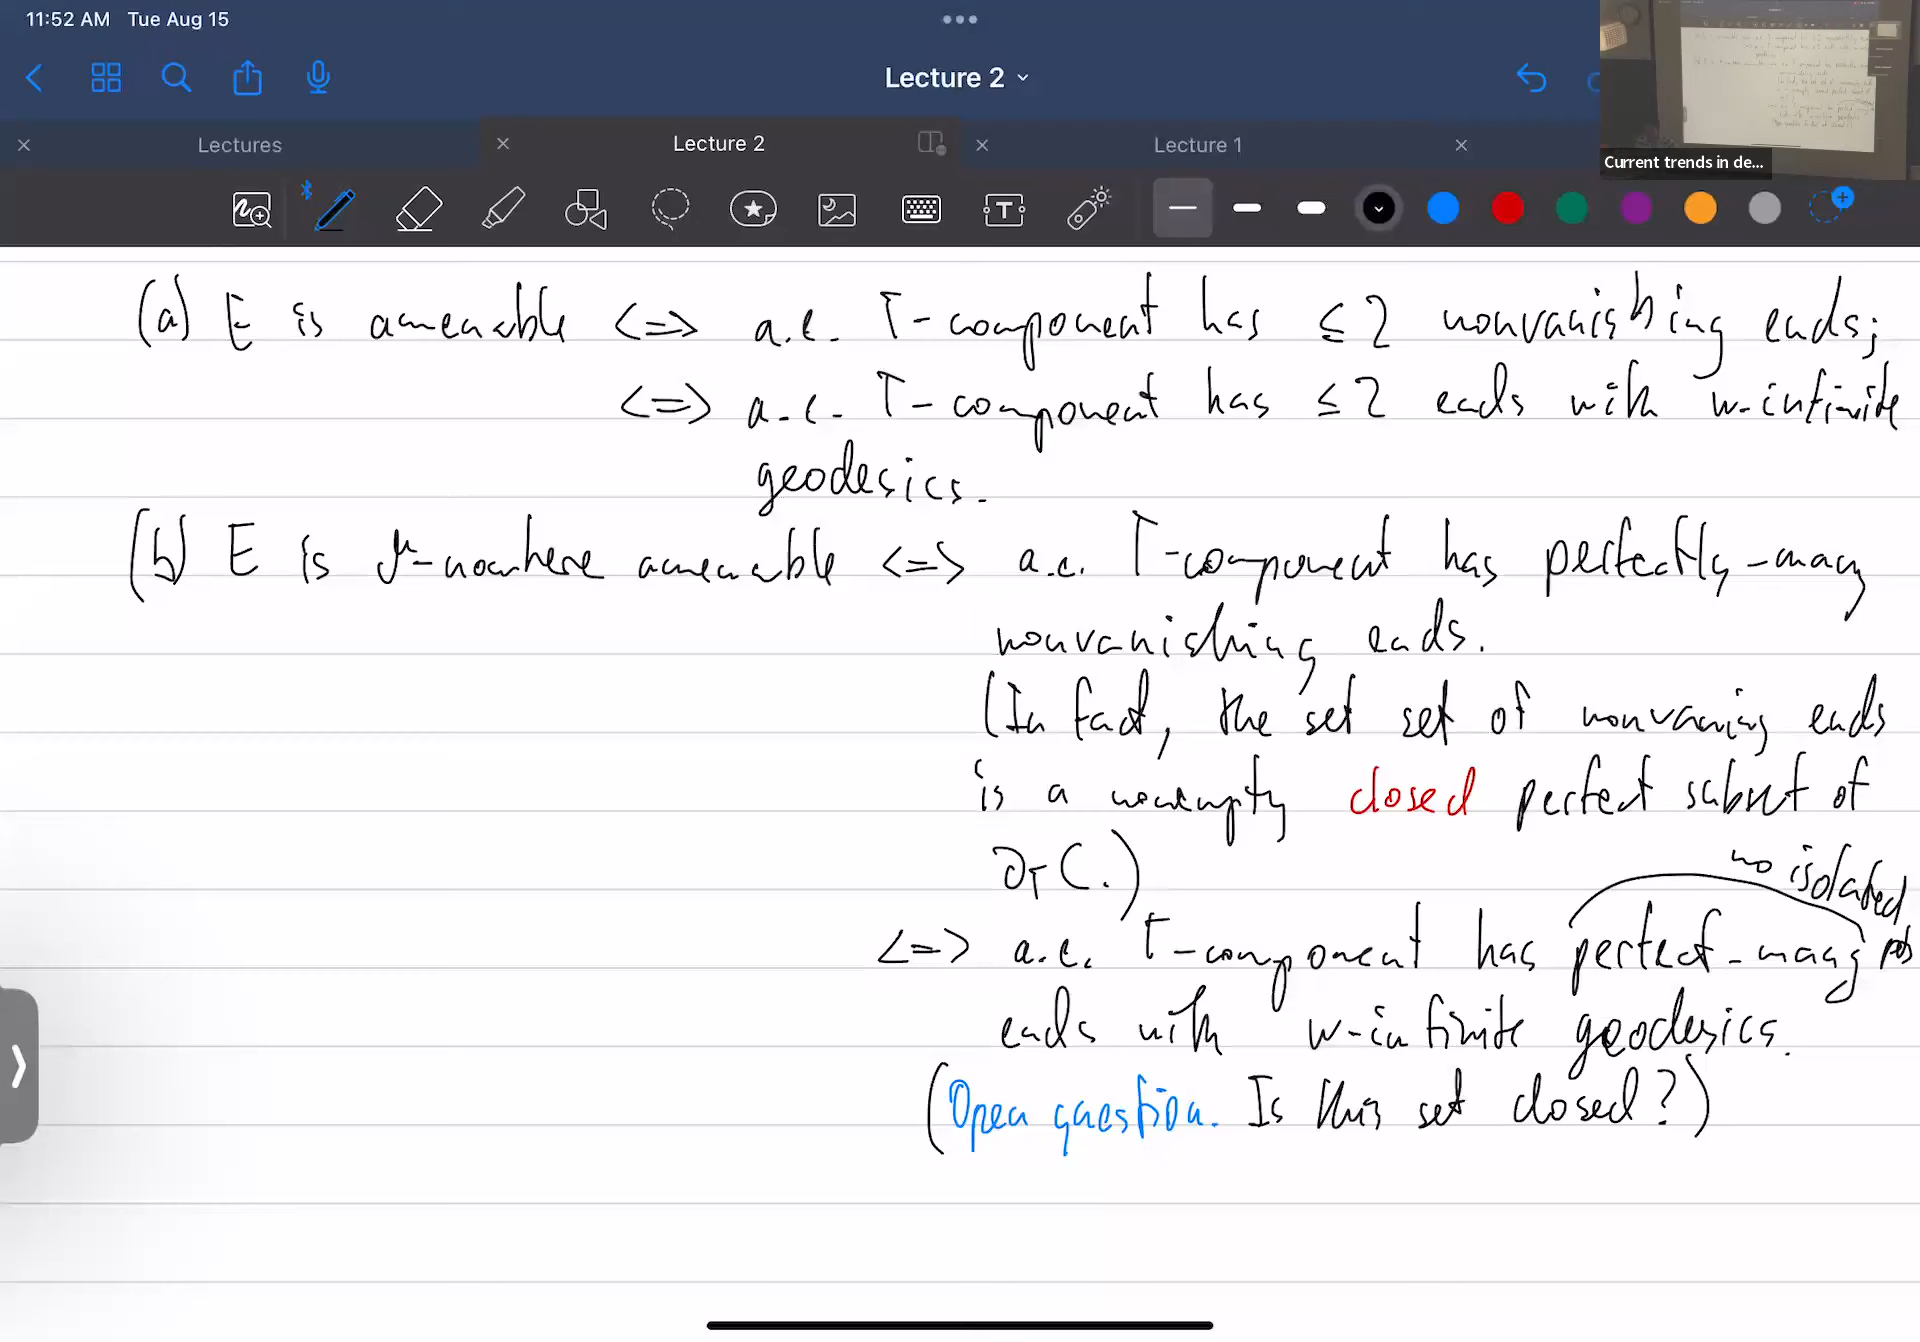 11:52 AM Tue Aug 15
Lecture 2
Current trends in de...
Lectures
Lecture 2
Lecture 1
(a) E is amenable <=> a.e. T-component has ≤ 2 nonvanishing ends;
<=> a.e. T-component has ≤ 2 ends with w-infinite
geodesics.
(b) E is μ-nowhere amenable <=> a.e. T-component has perfectly-many
nonvanishing ends.
(In fact, the set set of nonvaning ends
is a nonempty closed perfect subset of
∂T C.)
no isolated
pts
<=> a.e. T-component has perfect-many
ends with w-infinite geodesics.
(Open question. Is this set closed?)